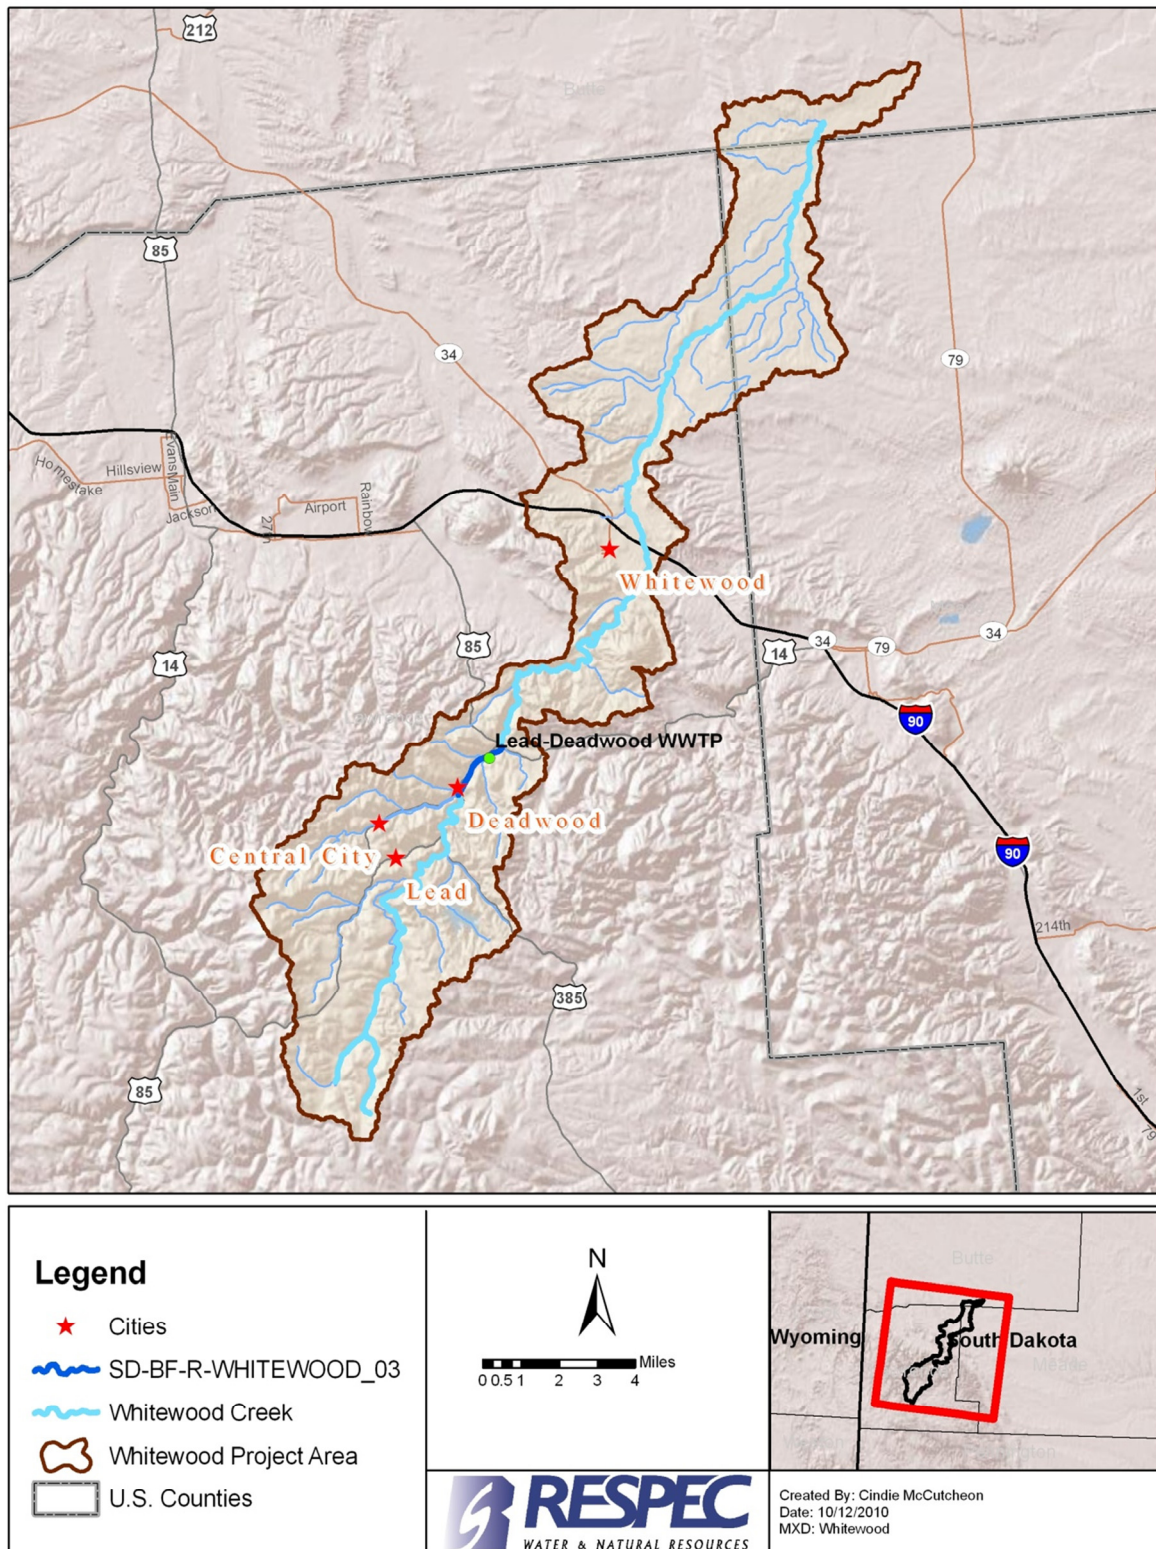 212
Butte
85
34
79
Homestake
Hillsview
Evans
Main
Jackson
27th
Airport
Rainbow
Whitewood
85
14
14
34
79
34
90
Lead-Deadwood WWTP
Deadwood
Central City
Lead
90
214th
385
85
1st
79
Legend
Cities
SD-BF-R-WHITEWOOD_03
Whitewood Creek
Whitewood Project Area
U.S. Counties
N
Miles
0 0.5 1 2 3 4
Butte
Wyoming
South Dakota
Meade
RESPEC
WATER & NATURAL RESOURCES
Created By: Cindie McCutcheon
Date: 10/12/2010
MXD: Whitewood